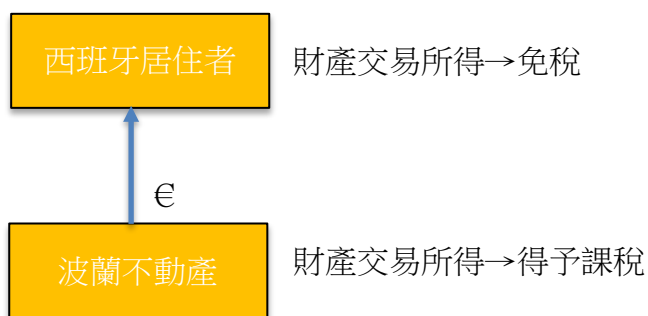 西班牙居住者
財產交易所得→免稅
€
波蘭不動產
財產交易所得→得予課稅